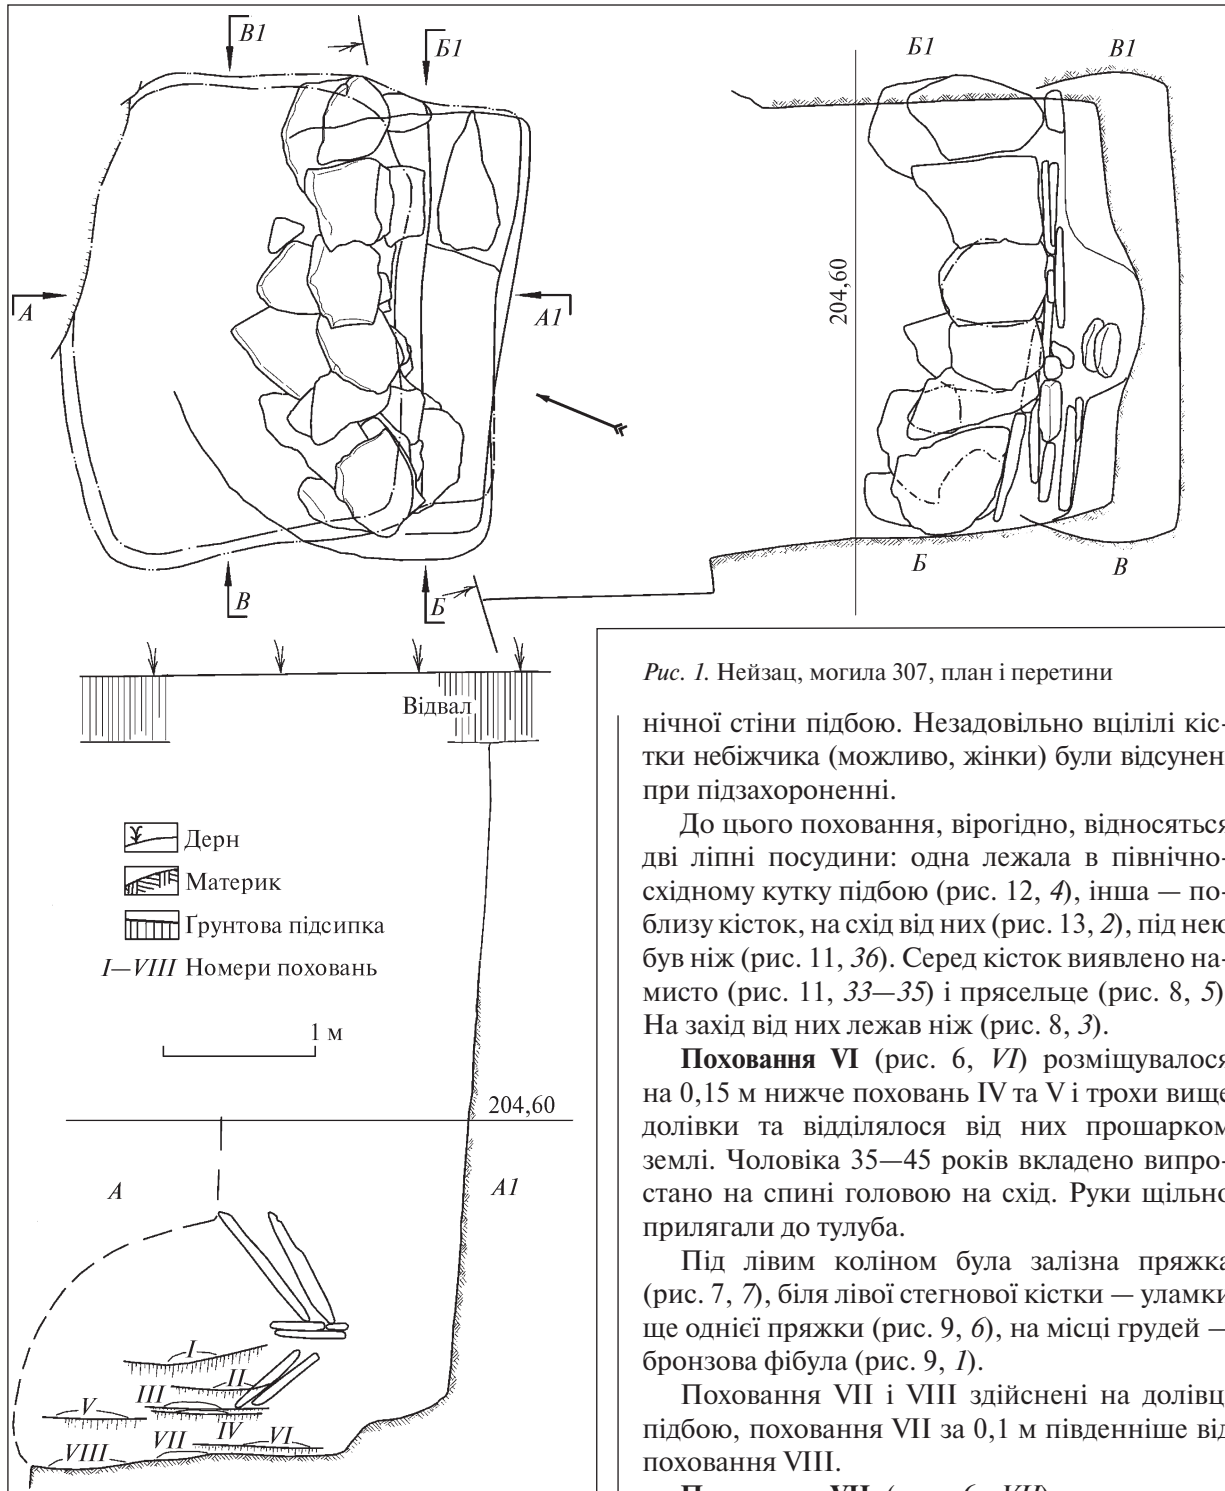 В1
Б1
А
А1
В
Б
Б1
В1
204,60
Б
В
Відвал
Дерн
Материк
Ґрунтова підсипка
I—VIII Номери поховань
1 м
204,60
А
А1
I
II
III
V
IV
VII
VI
VIII
Рис. 1. Нейзац, могила 307, план і перетини
нічної стіни підбою. Незадовільно вцілілі кіс-
тки небіжчика (можливо, жінки) були відсунені
при підзахороненні.
До цього поховання, вірогідно, відносяться
дві ліпні посудини: одна лежала в північно-
східному кутку підбою (рис. 12, 4), інша — по-
близу кісток, на схід від них (рис. 13, 2), під нею
був ніж (рис. 11, 36). Серед кісток виявлено на-
мисто (рис. 11, 33—35) і прясельце (рис. 8, 5)
На захід від них лежав ніж (рис. 8, 3).
Поховання VI (рис. 6, VI) розміщувалося
на 0,15 м нижче поховань IV та V і трохи вище
долівки та відділялося від них прошарком
землі. Чоловіка 35—45 років вкладено випро-
стано на спині головою на схід. Руки щільно
прилягали до тулуба.
Під лівим коліном була залізна пряжка
(рис. 7, 7), біля лівої стегнової кістки — уламки
ще однієї пряжки (рис. 9, 6), на місці грудей —
бронзова фібула (рис. 9, 1).
Поховання VII і VIII здійснені на долівці
підбою, поховання VII за 0,1 м південніше від
поховання VIII.